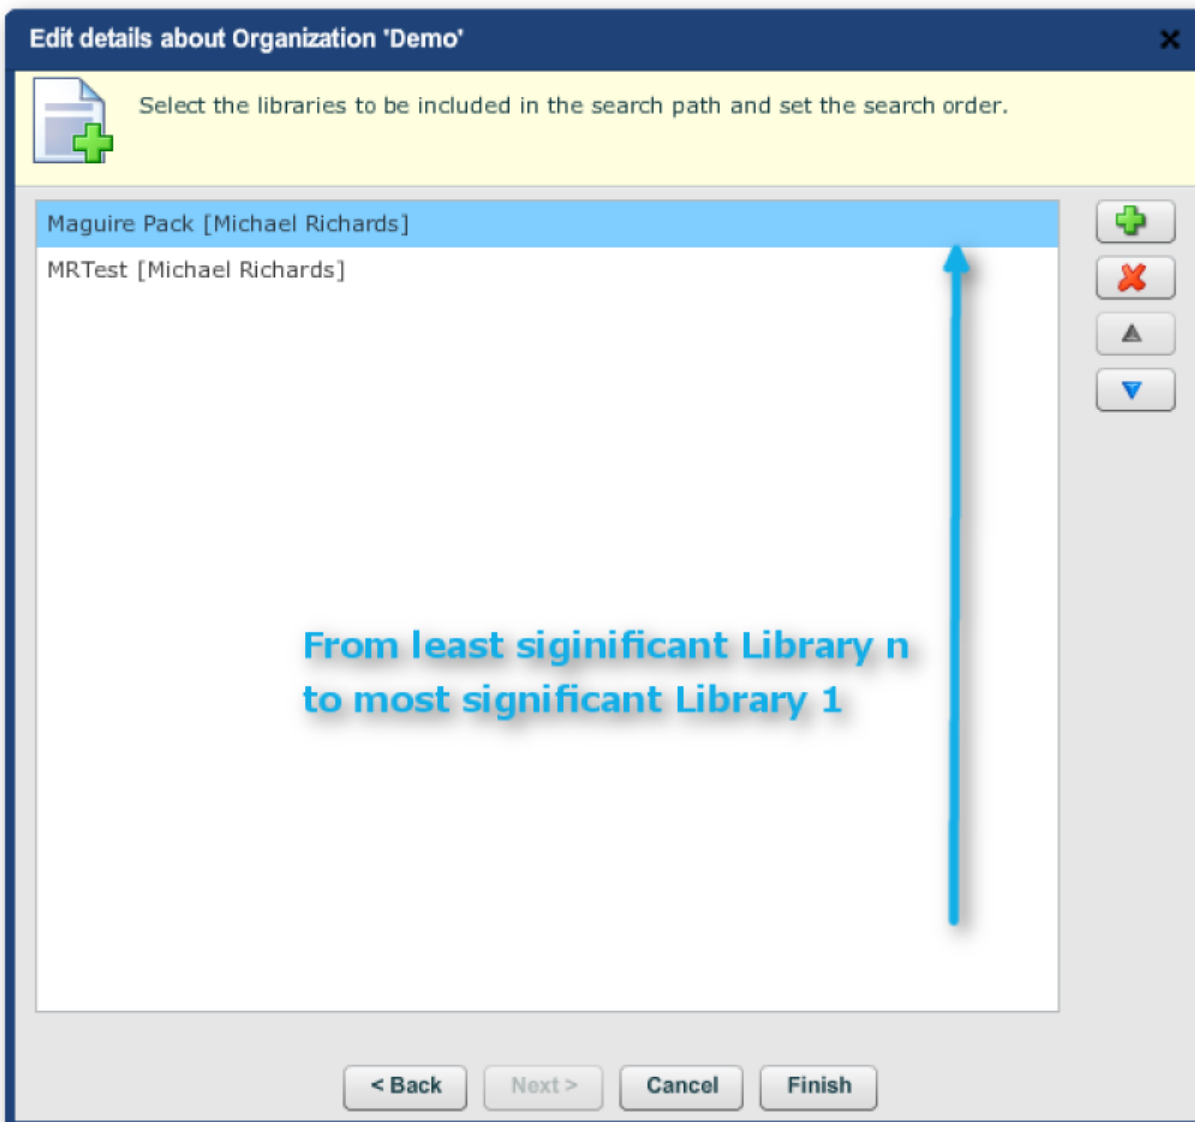 Edit details about Organization 'Demo'
Select the libraries to be included in the search path and set the search order.
Maguire Pack [Michael Richards]
MRTest [Michael Richards]
From least siginificant Library n
to most significant Library 1
< Back Next > Cancel Finish